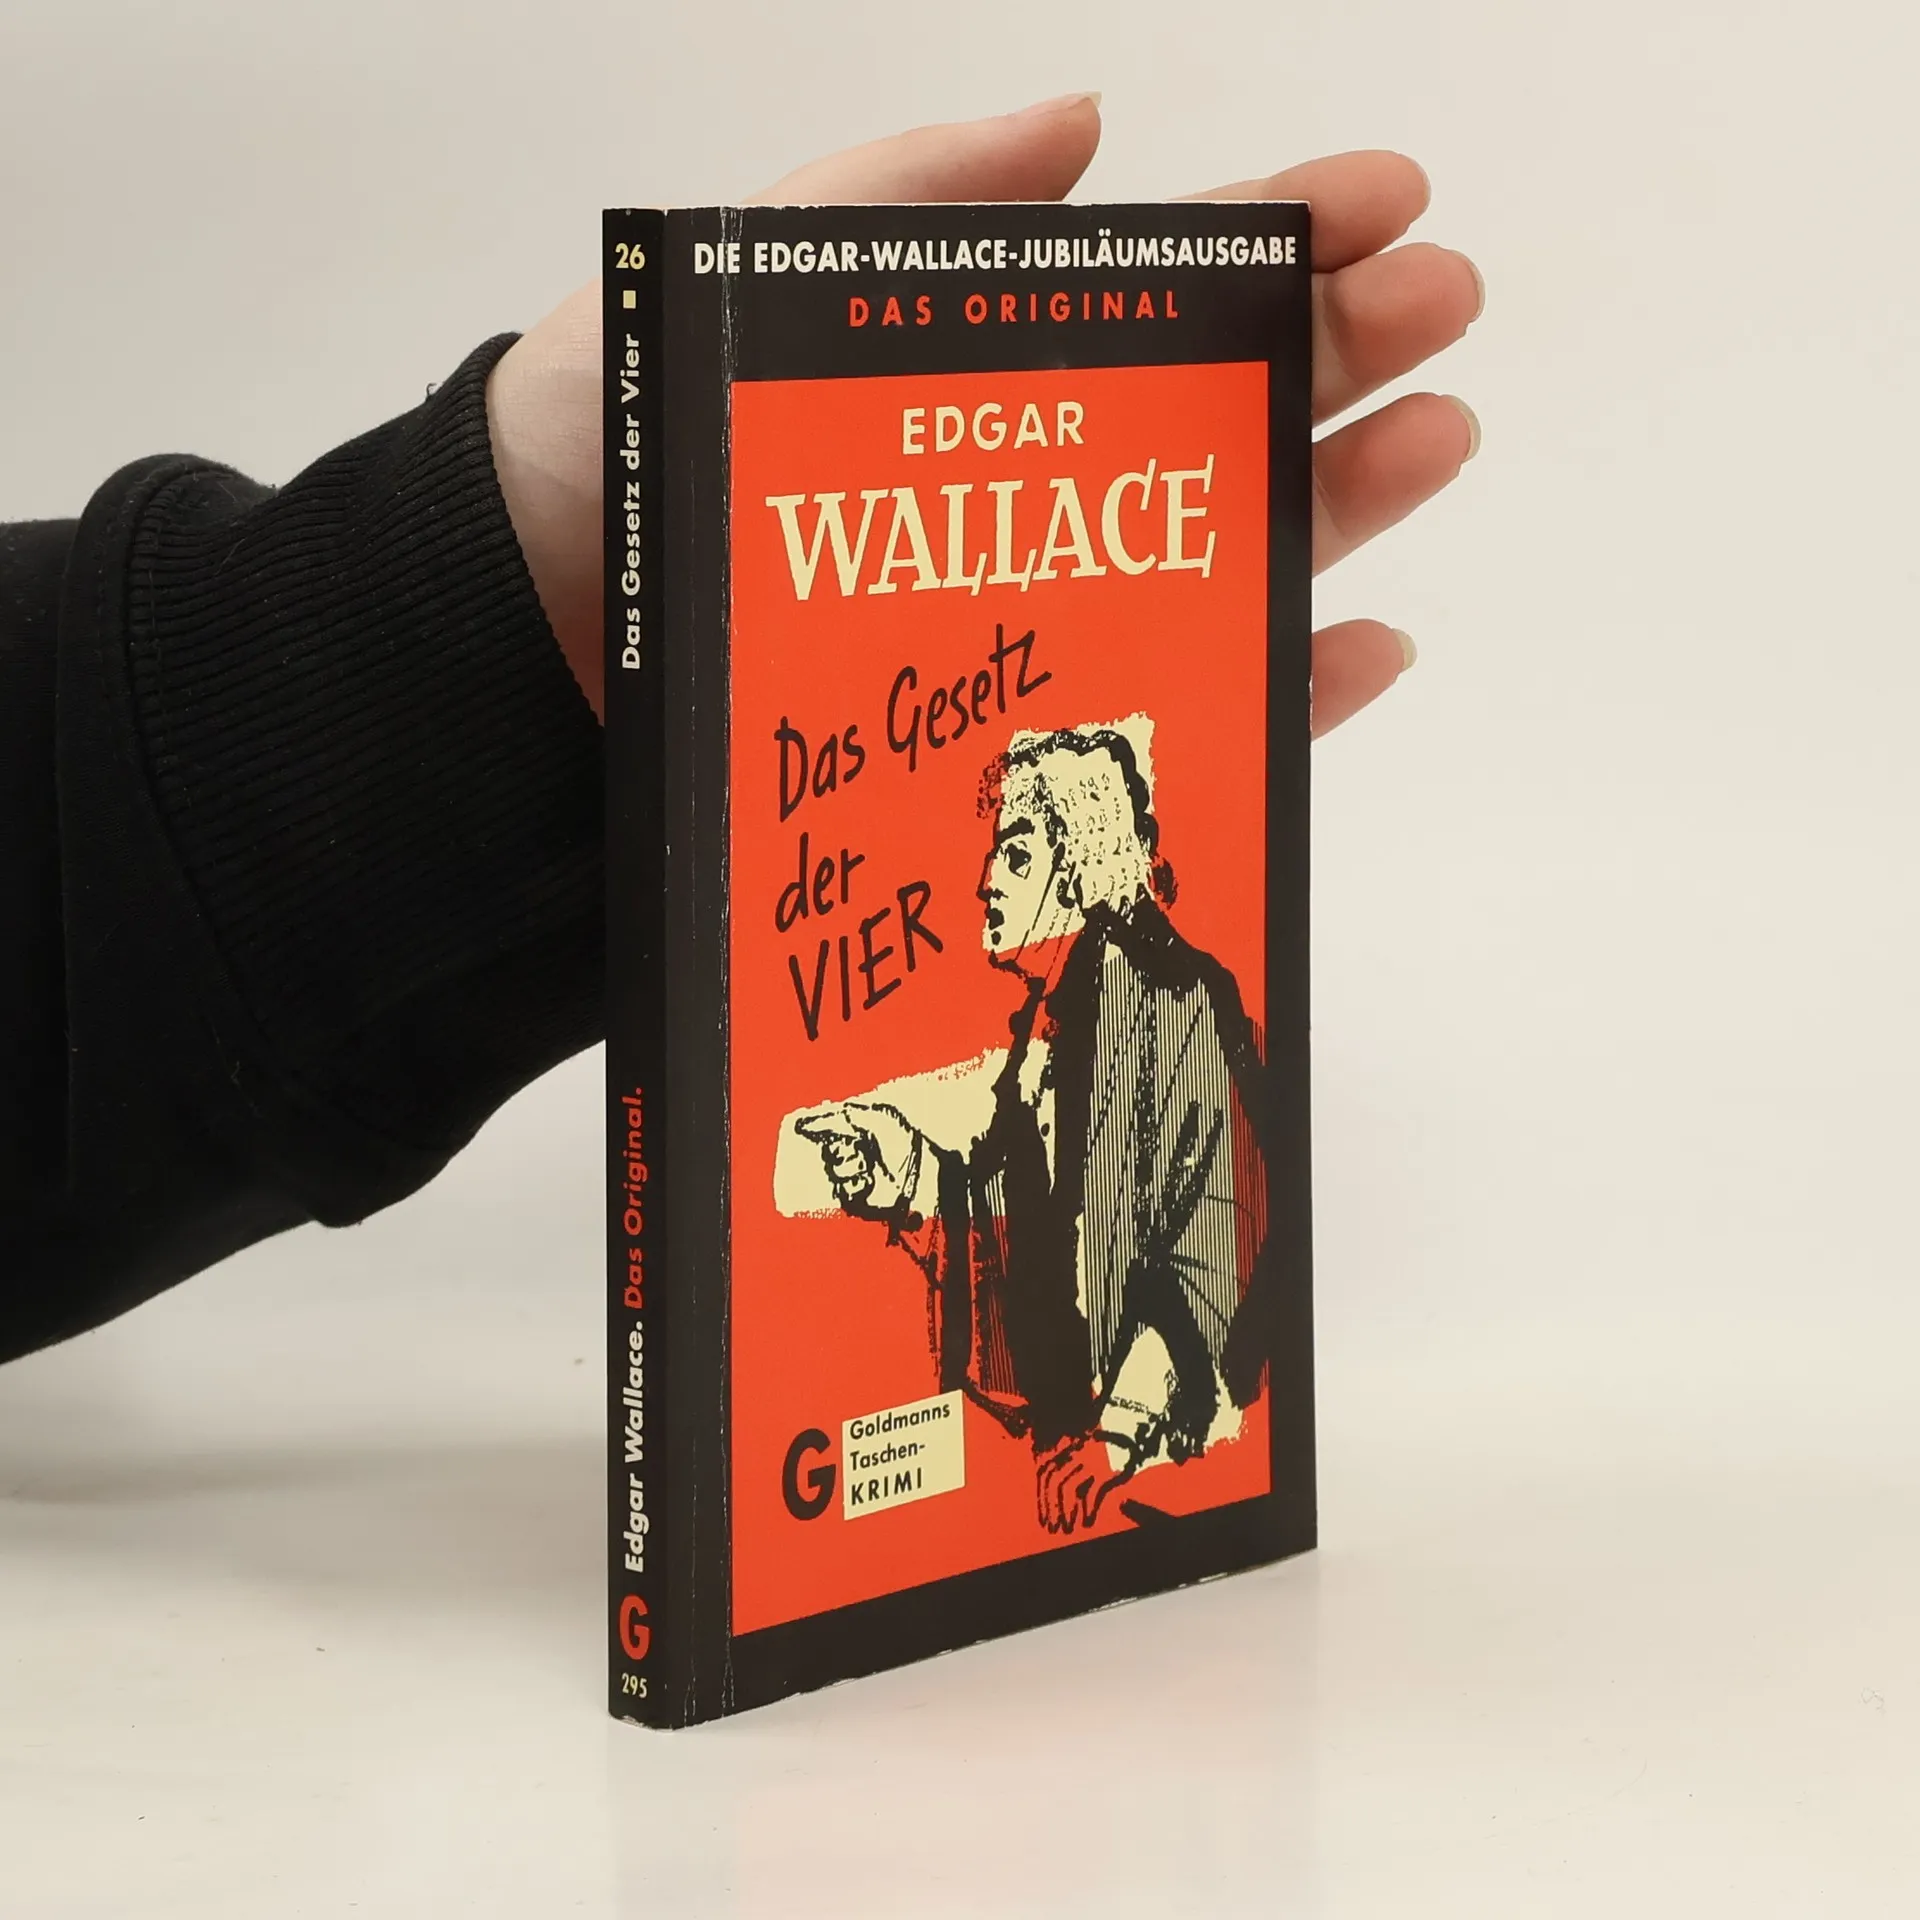 26 ▪ Das Gesetz der Vier
Edgar Wallace. Das Original.
G
295
DIE EDGAR-WALLACE-JUBILÄUMSAUSGABE
DAS ORIGINAL
EDGAR
WALLACE
Das Gesetz
der
VIER
G
Goldmanns
Taschen-
KRIMI